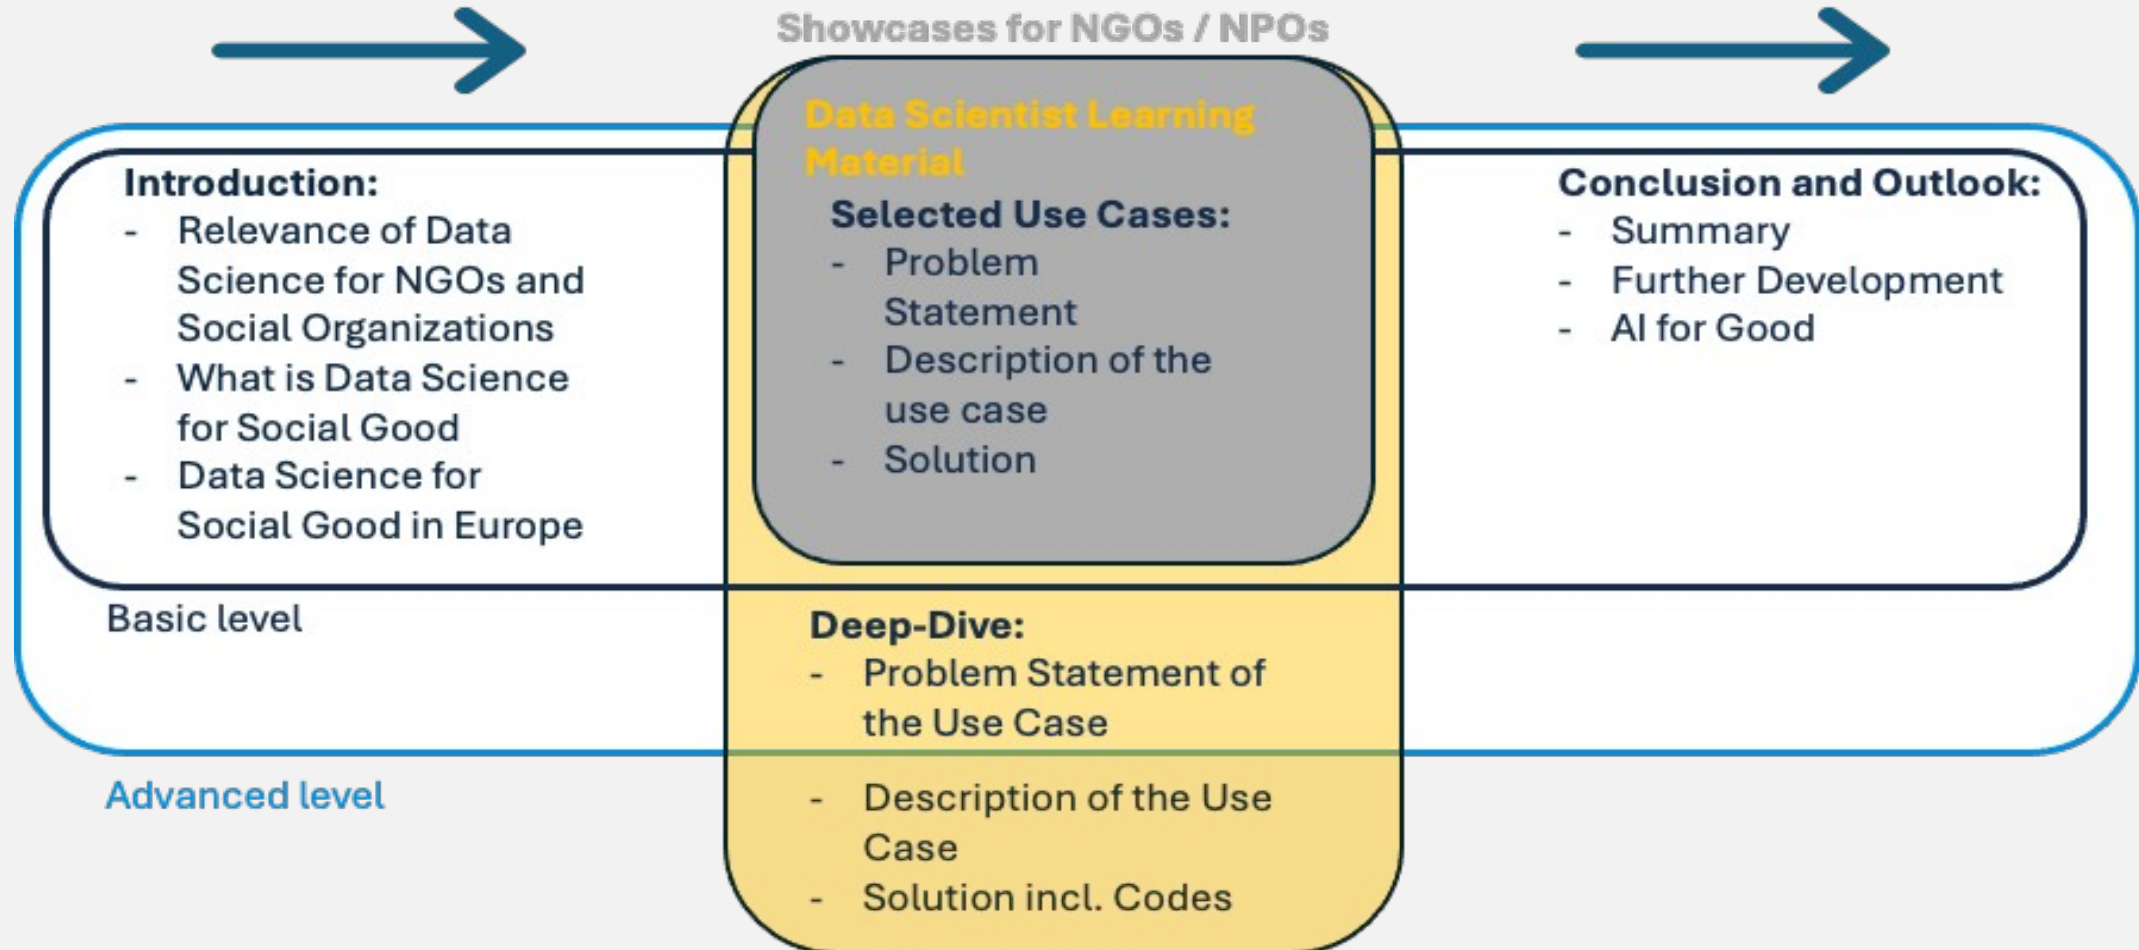 Showcases for NGOs / NPOs
Introduction:
- Relevance of Data
Science for NGOs and
Social Organizations
- What is Data Science
for Social Good
- Data Science for
Social Good in Europe
Basic level
Advanced level
Data Scientist Learning
Material
Selected Use Cases:
- Problem
Statement
- Description of the
use case
- Solution
Deep-Dive:
- Problem Statement of
the Use Case
- Description of the Use
Case
- Solution incl. Codes
Conclusion and Outlook:
- Summary
- Further Development
- AI for Good